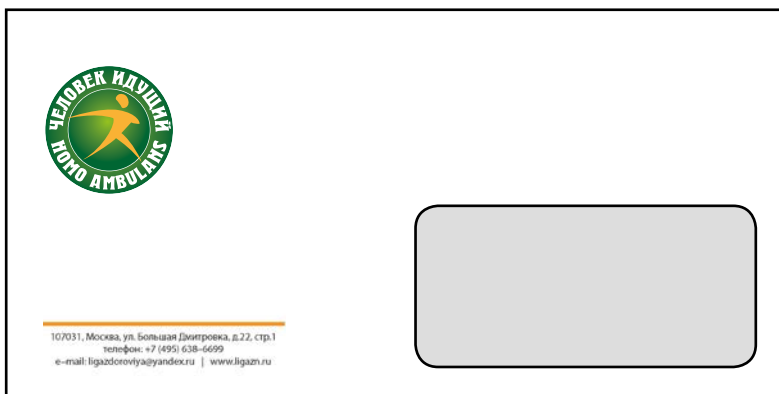 ЧЕЛОВЕК ИДУЩИЙ
HOMO AMBULANS
107031, Москва, ул. Большая Дмитровка, д.22, стр.1
телефон: +7 (495) 638–6699
e–mail: ligazdoroviya@yandex.ru | www.ligazn.ru